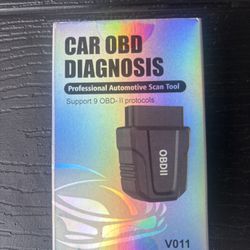 CAR OBD
DIAGNOSIS
Professional Automotive Scan Tool
Support 9 OBD-II protocols
OBDII
V011